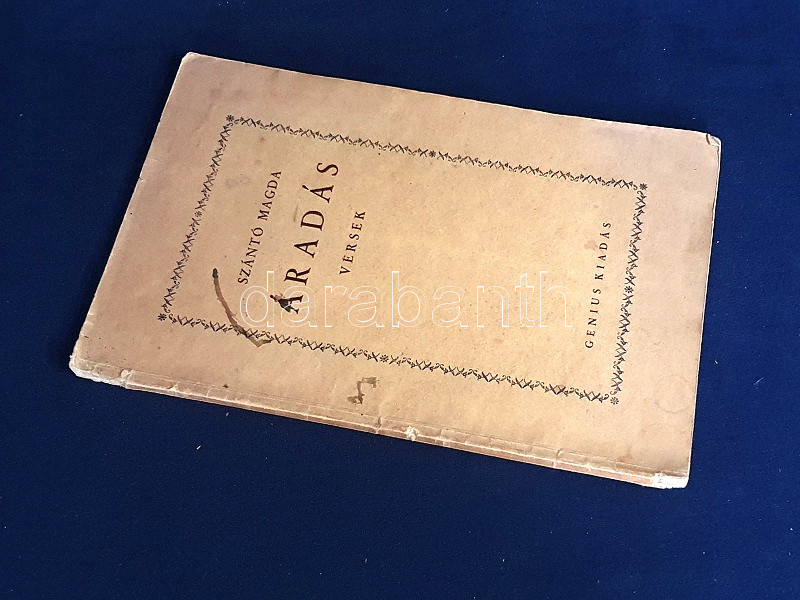 SZÁNTÓ MAGDA
ÁRADÁS
VERSEK
GENIUS KIADÁS
darabanth